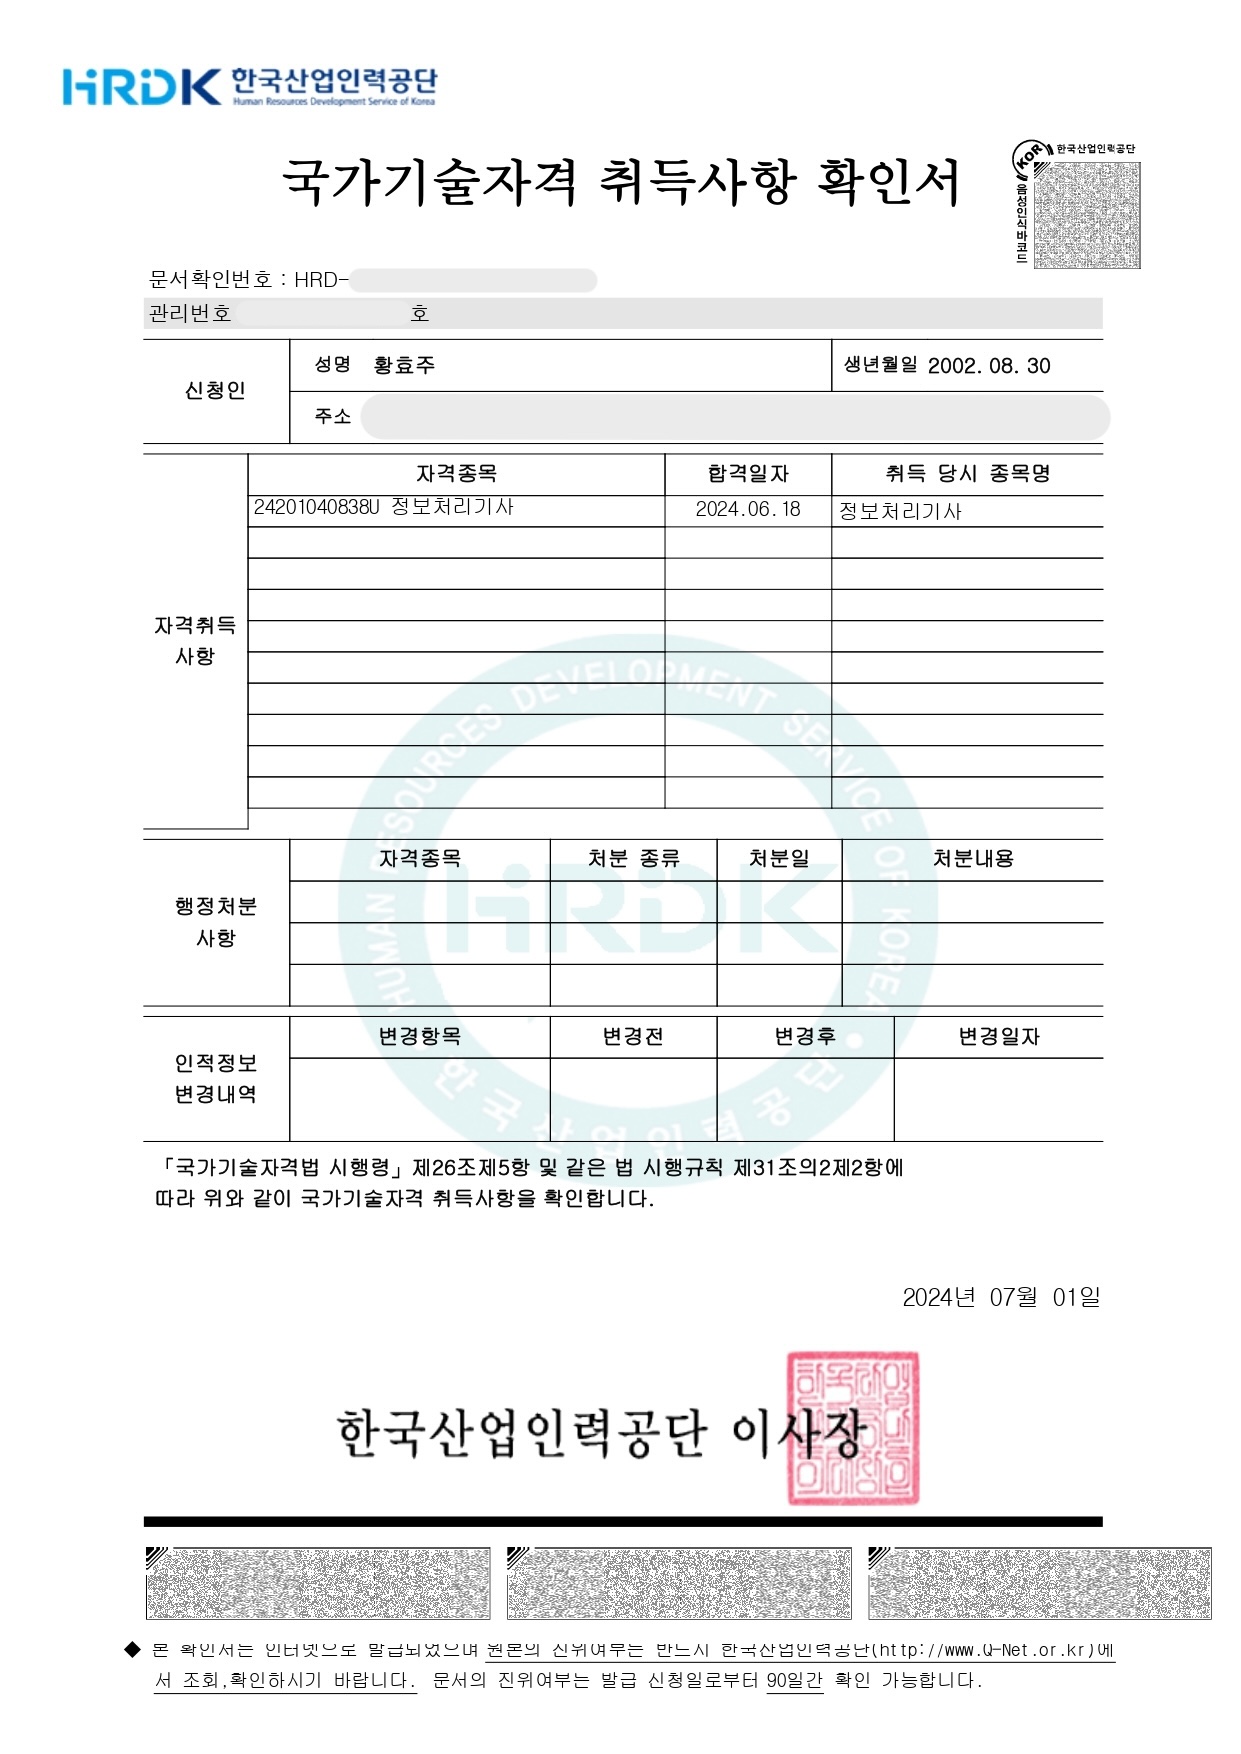 HRDK 한국산업인력공단
Human Resources Development Service of Korea
국가기술자격 취득사항 확인서
KOR 한국산업인력공단
음성인식바코드
문서확인번호 : HRD-
관리번호 호
신청인
성명 황효주 생년월일 2002. 08. 30
주소
자격종목 합격일자 취득 당시 종목명
24201040838U 정보처리기사 2024.06.18 정보처리기사
자격취득
사항
자격종목 처분 종류 처분일 처분내용
행정처분
사항
변경항목 변경전 변경후 변경일자
인적정보
변경내역
HUMAN RESOURCES DEVELOPMENT SERVICE OF KOREA
HRDK
한국산업인력공단
「국가기술자격법 시행령」제26조제5항 및 같은 법 시행규칙 제31조의2제2항에
따라 위와 같이 국가기술자격 취득사항을 확인합니다.
2024년 07월 01일
한국산업인력공단 이사장
◆ 본 확인서는 인터넷으로 발급되었으며 원본의 진위여부는 반드시 한국산업인력공단(http://www.Q-Net.or.kr)에
서 조회,확인하시기 바랍니다. 문서의 진위여부는 발급 신청일로부터 90일간 확인 가능합니다.